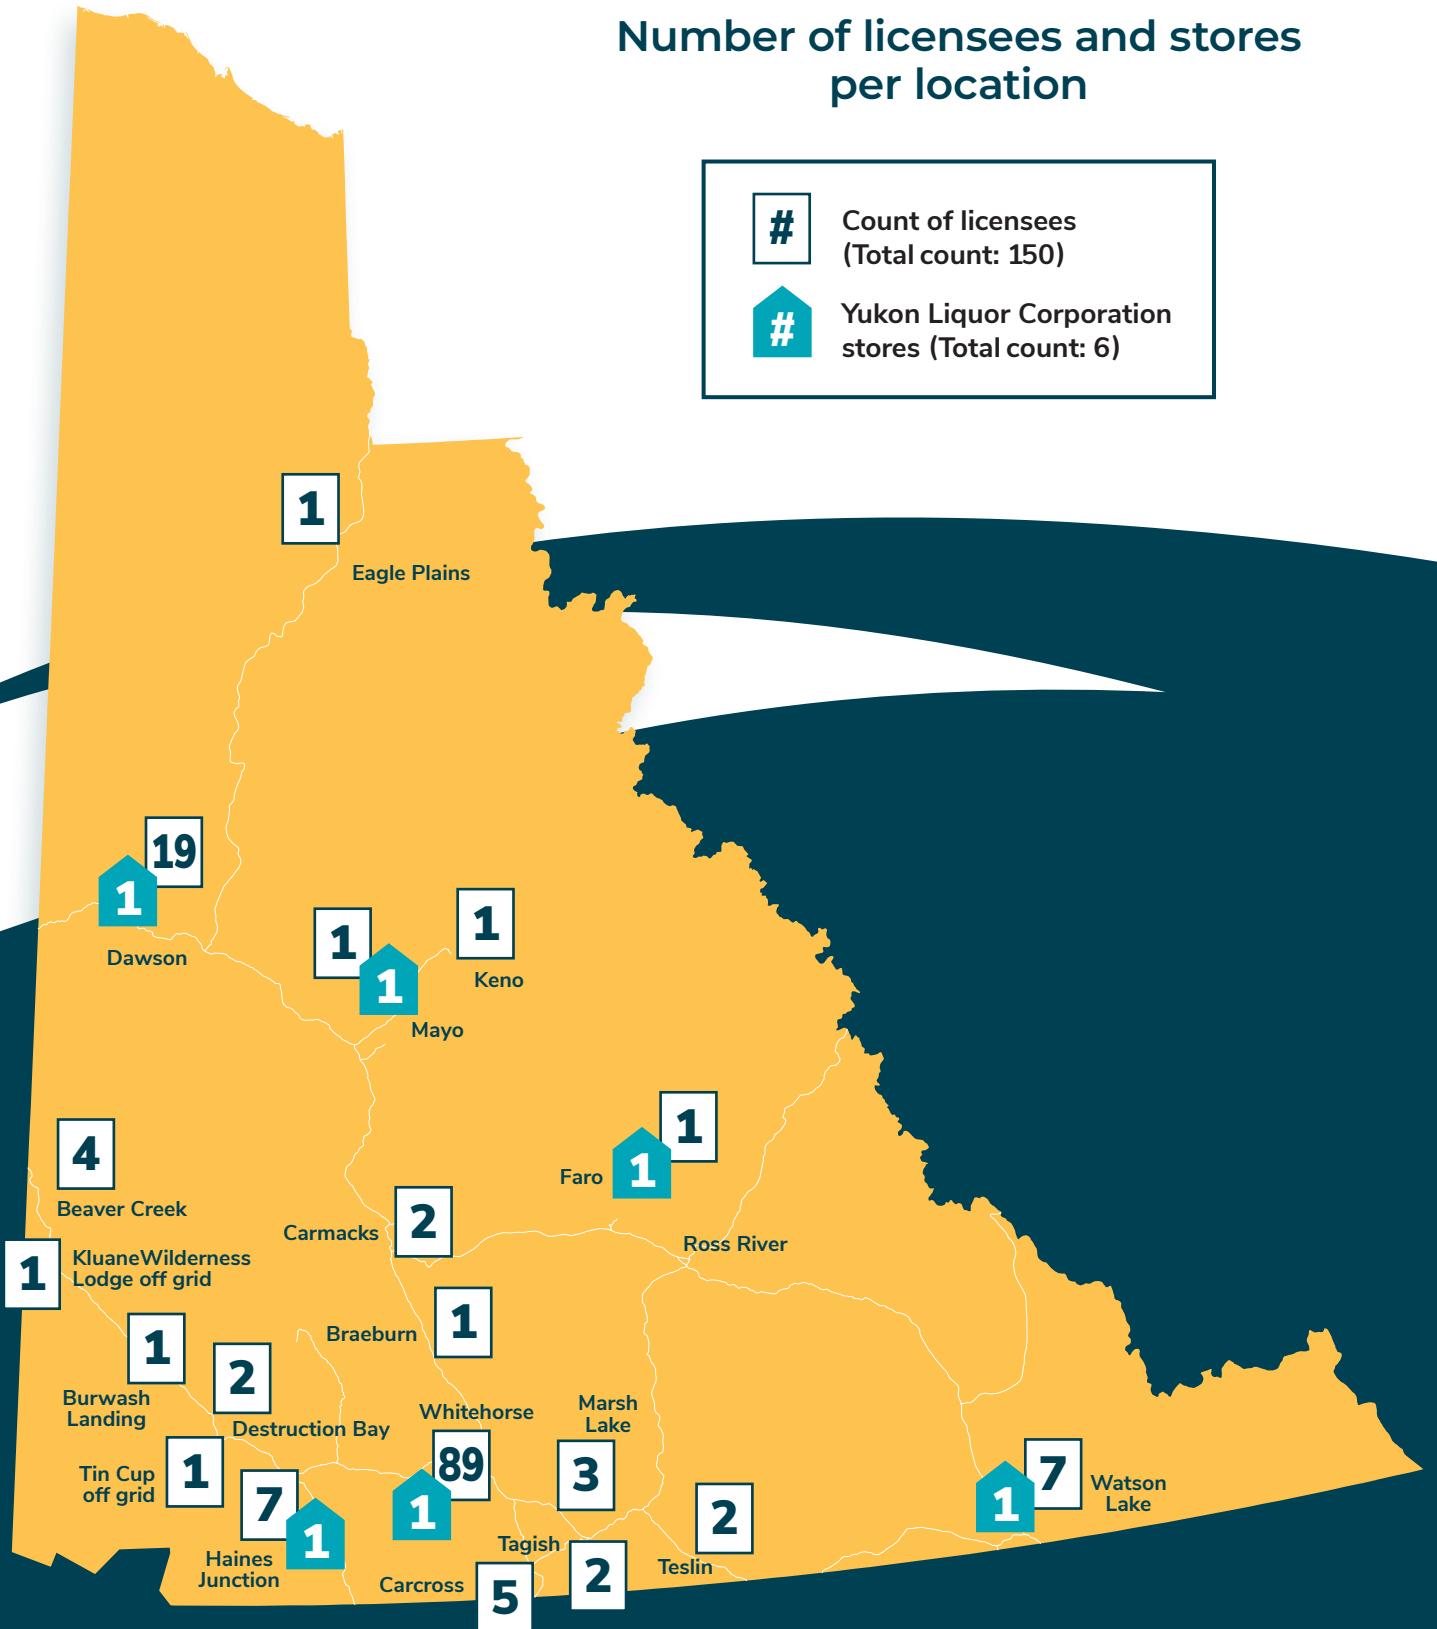 Number of licensees and stores
per location
#
Count of licensees
(Total count: 150)
#
Yukon Liquor Corporation
stores (Total count: 6)
1
Eagle Plains
19
1
Dawson
1
1
Mayo
1
Keno
4
Beaver Creek
1
1
Faro
2
Carmacks
Ross River
1
KluaneWilderness
Lodge off grid
1
Braeburn
1
Burwash
Landing
2
Destruction Bay
Whitehorse
89
1
Marsh
Lake
3
Tin Cup
off grid
1
7
1
Haines
Junction
7
1
Watson
Lake
2
Teslin
Tagish
2
Carcross
5